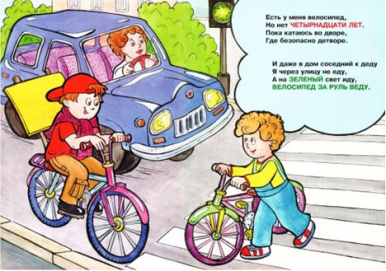 Есть у меня велосипед,
Но нет ЧЕТЫРНАДЦАТИ ЛЕТ.
Пока катаюсь во дворе,
Где безопасно детворе.
И даже в дом соседний к деду
Я через улицу не еду,
А на ЗЕЛЕНЫЙ свет иду,
ВЕЛОСИПЕД ЗА РУЛЬ ВЕДУ.